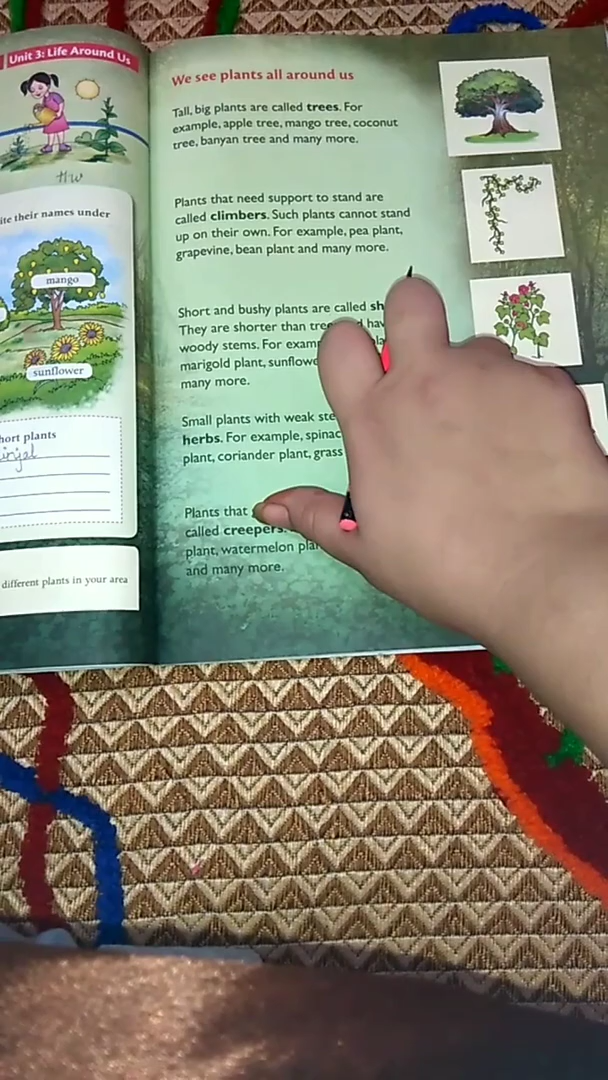 Unit 3: Life Around Us
HW
ite their names under
mango
sunflower
hort plants
injal
different plants in your area
We see plants all around us
Tall, big plants are called trees. For
example, apple tree, mango tree, coconut
tree, banyan tree and many more.
Plants that need support to stand are
called climbers. Such plants cannot stand
up on their own. For example, pea plant,
grapevine, bean plant and many more.
Short and bushy plants are called sh
They are shorter than tre
woody stems. For exam
marigold plant, sunflowe
many more.
Small plants with weak ste
herbs. For example, spinac
plant, coriander plant, grass
Plants that
called creepers.
plant, watermelon pla
and many more.